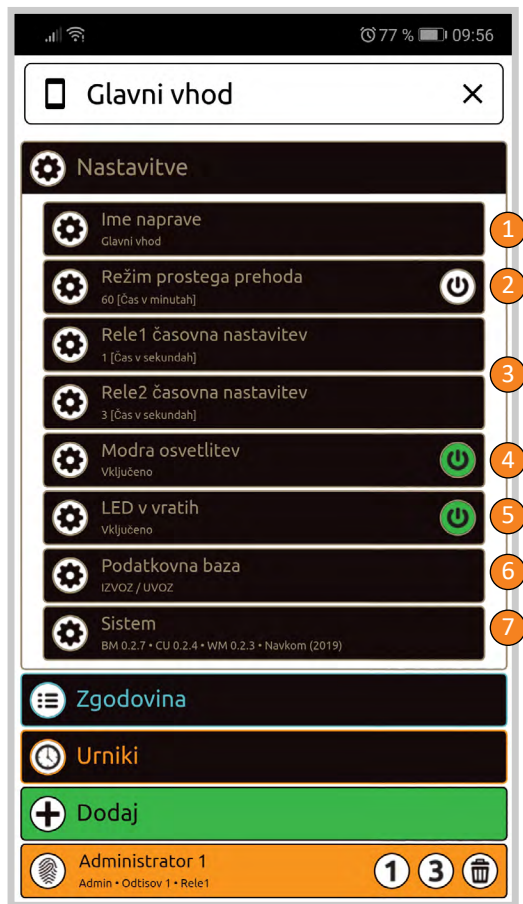 77 % 09:56
Glavni vhod
Nastavitve
Ime naprave
Glavni vhod
1
Režim prostega prehoda
60 [Čas v minutah]
2
Rele1 časovna nastavitev
1 [Čas v sekundah]
3
Rele2 časovna nastavitev
3 [Čas v sekundah]
Modra osvetlitev
Vključeno
4
LED v vratih
Vključeno
5
Podatkovna baza
IZVOZ / UVOZ
6
Sistem
BM 0.2.7 • CU 0.2.4 • WM 0.2.3 • Navkom (2019)
7
Zgodovina
Urniki
Dodaj
Administrator 1
Admin • Odtisov 1 • Rele1
1 3